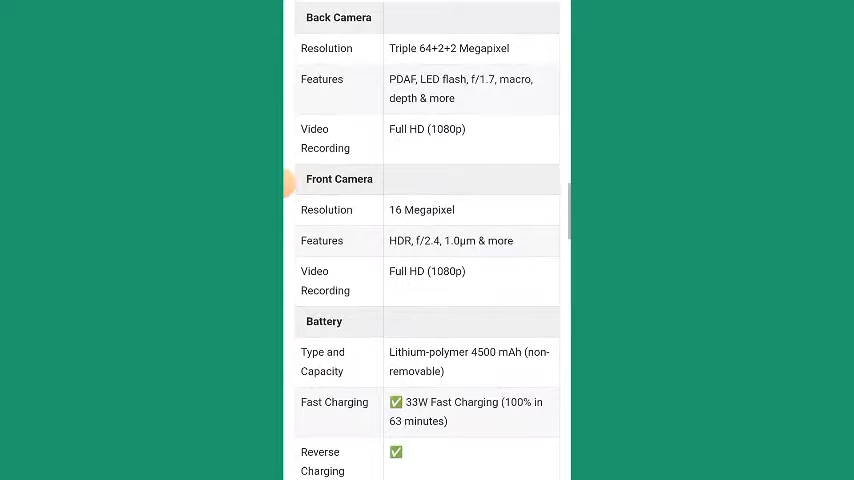 Back Camera
Resolution Triple 64+2+2 Megapixel
Features PDAF, LED flash, f/1.7, macro,
depth & more
Video Full HD (1080p)
Recording
Front Camera
Resolution 16 Megapixel
Features HDR, f/2.4, 1.0μm & more
Video Full HD (1080p)
Recording
Battery
Type and Lithium-polymer 4500 mAh (non-
Capacity removable)
Fast Charging ✅ 33W Fast Charging (100% in
63 minutes)
Reverse ✅
Charging